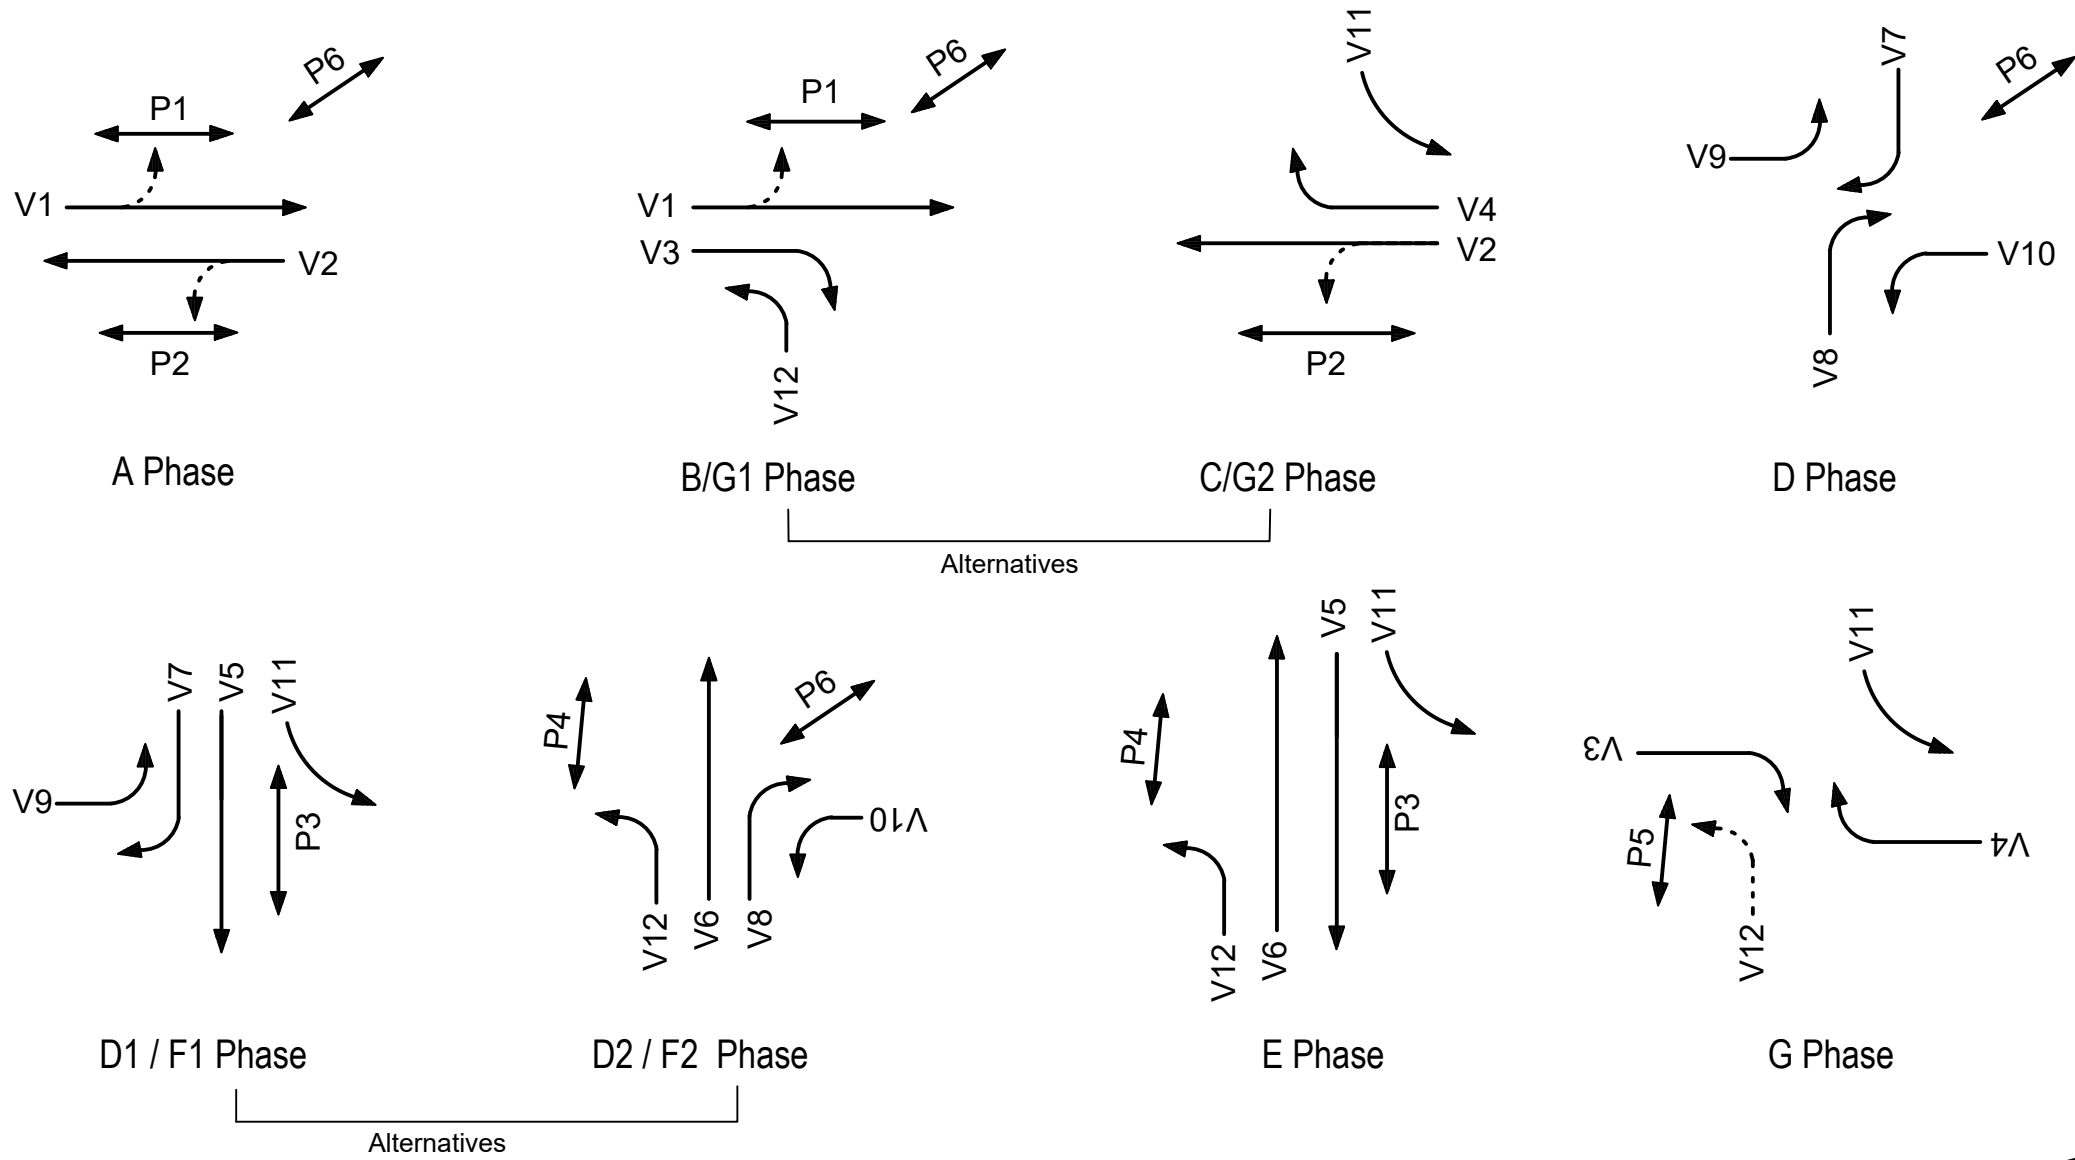 P1
P6
V1
V2
P2
A Phase
P1
P6
V1
V3
V12
B/G1 Phase
V11
V4
V2
P2
C/G2 Phase
Alternatives
V7
P6
V9
V10
V8
D Phase
V7
V5
V11
V9
P3
D1 / F1 Phase
P4
P6
V10
V12
V6
V8
D2 / F2 Phase
Alternatives
V5
V11
P4
P3
V12
V6
E Phase
V11
V3
V4
P5
V12
G Phase